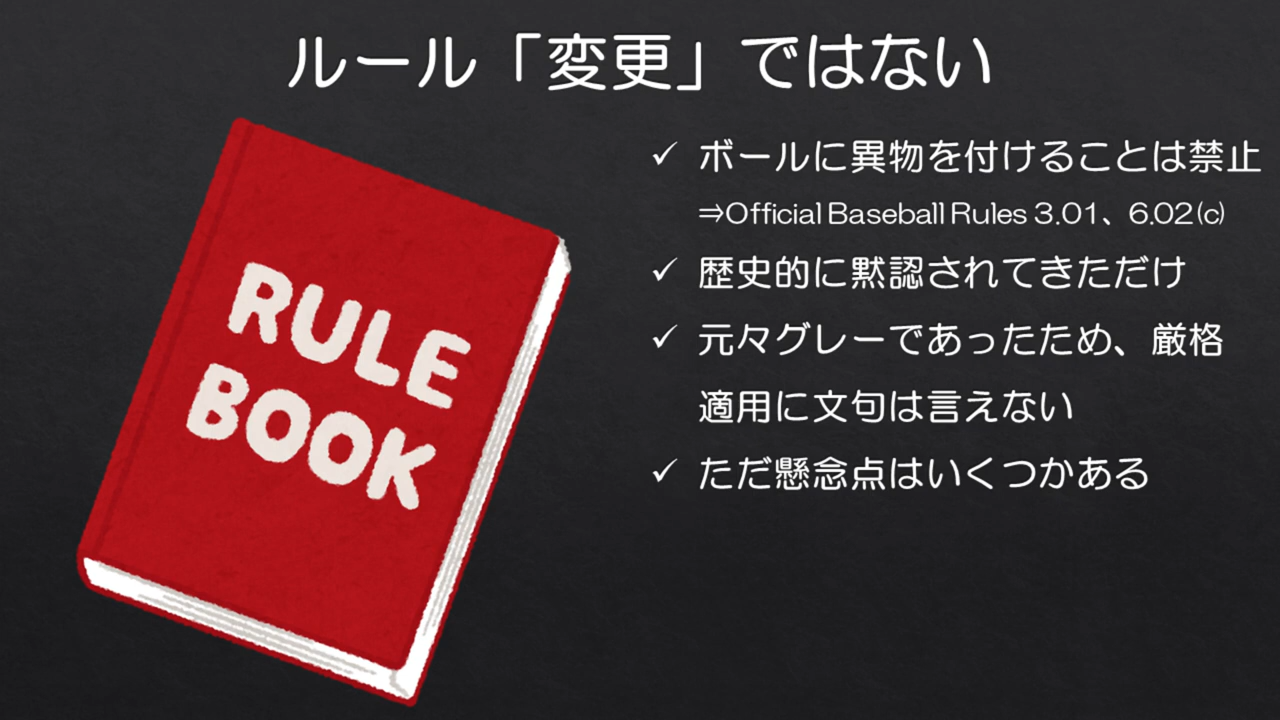 ルール「変更」ではない
RULE
BOOK
✓ ボールに異物を付けることは禁止
⇒Official Baseball Rules 3.01、6.02(c)
✓ 歴史的に黙認されてきただけ
✓ 元々グレーであったため、厳格
適用に文句は言えない
✓ ただ懸念点はいくつかある